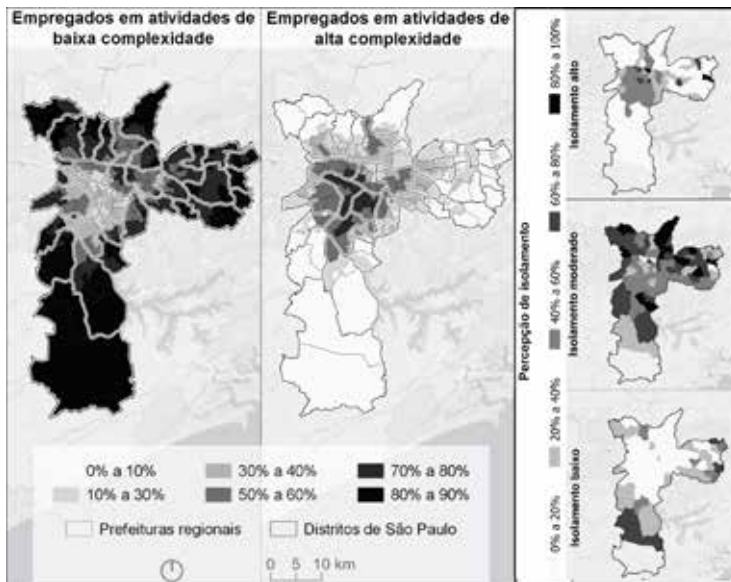 Empregados em atividades de
baixa complexidade
Empregados em atividades de
alta complexidade
0% a 10%
30% a 40%
70% a 80%
10% a 30%
50% a 60%
80% a 90%
Prefeituras regionais
Distritos de São Paulo
0 5 10 km
Percepção de isolamento
0% a 20%
20% a 40%
40% a 60%
60% a 80%
80% a 100%
Isolamento alto
Isolamento moderado
Isolamento baixo